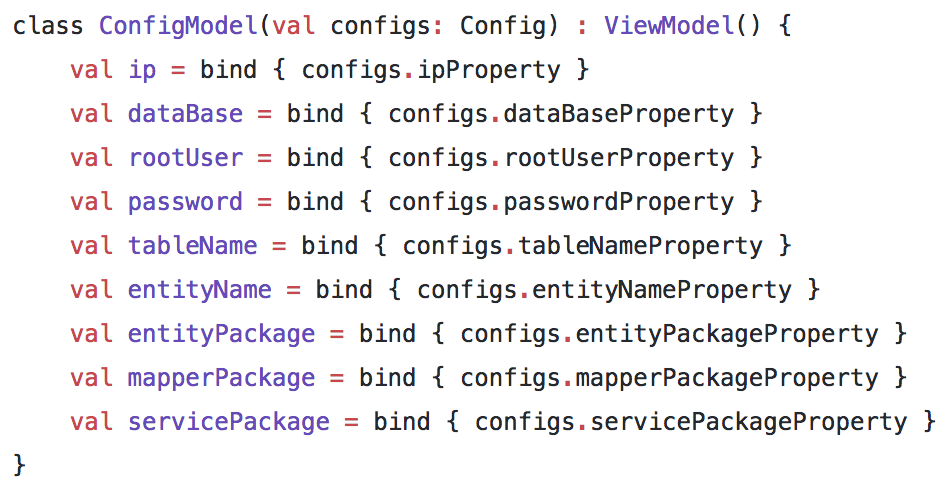 class ConfigModel(val configs: Config) : ViewModel() {
    val ip = bind { configs.ipProperty }
    val dataBase = bind { configs.dataBaseProperty }
    val rootUser = bind { configs.rootUserProperty }
    val password = bind { configs.passwordProperty }
    val tableName = bind { configs.tableNameProperty }
    val entityName = bind { configs.entityNameProperty }
    val entityPackage = bind { configs.entityPackageProperty }
    val mapperPackage = bind { configs.mapperPackageProperty }
    val servicePackage = bind { configs.servicePackageProperty }
}